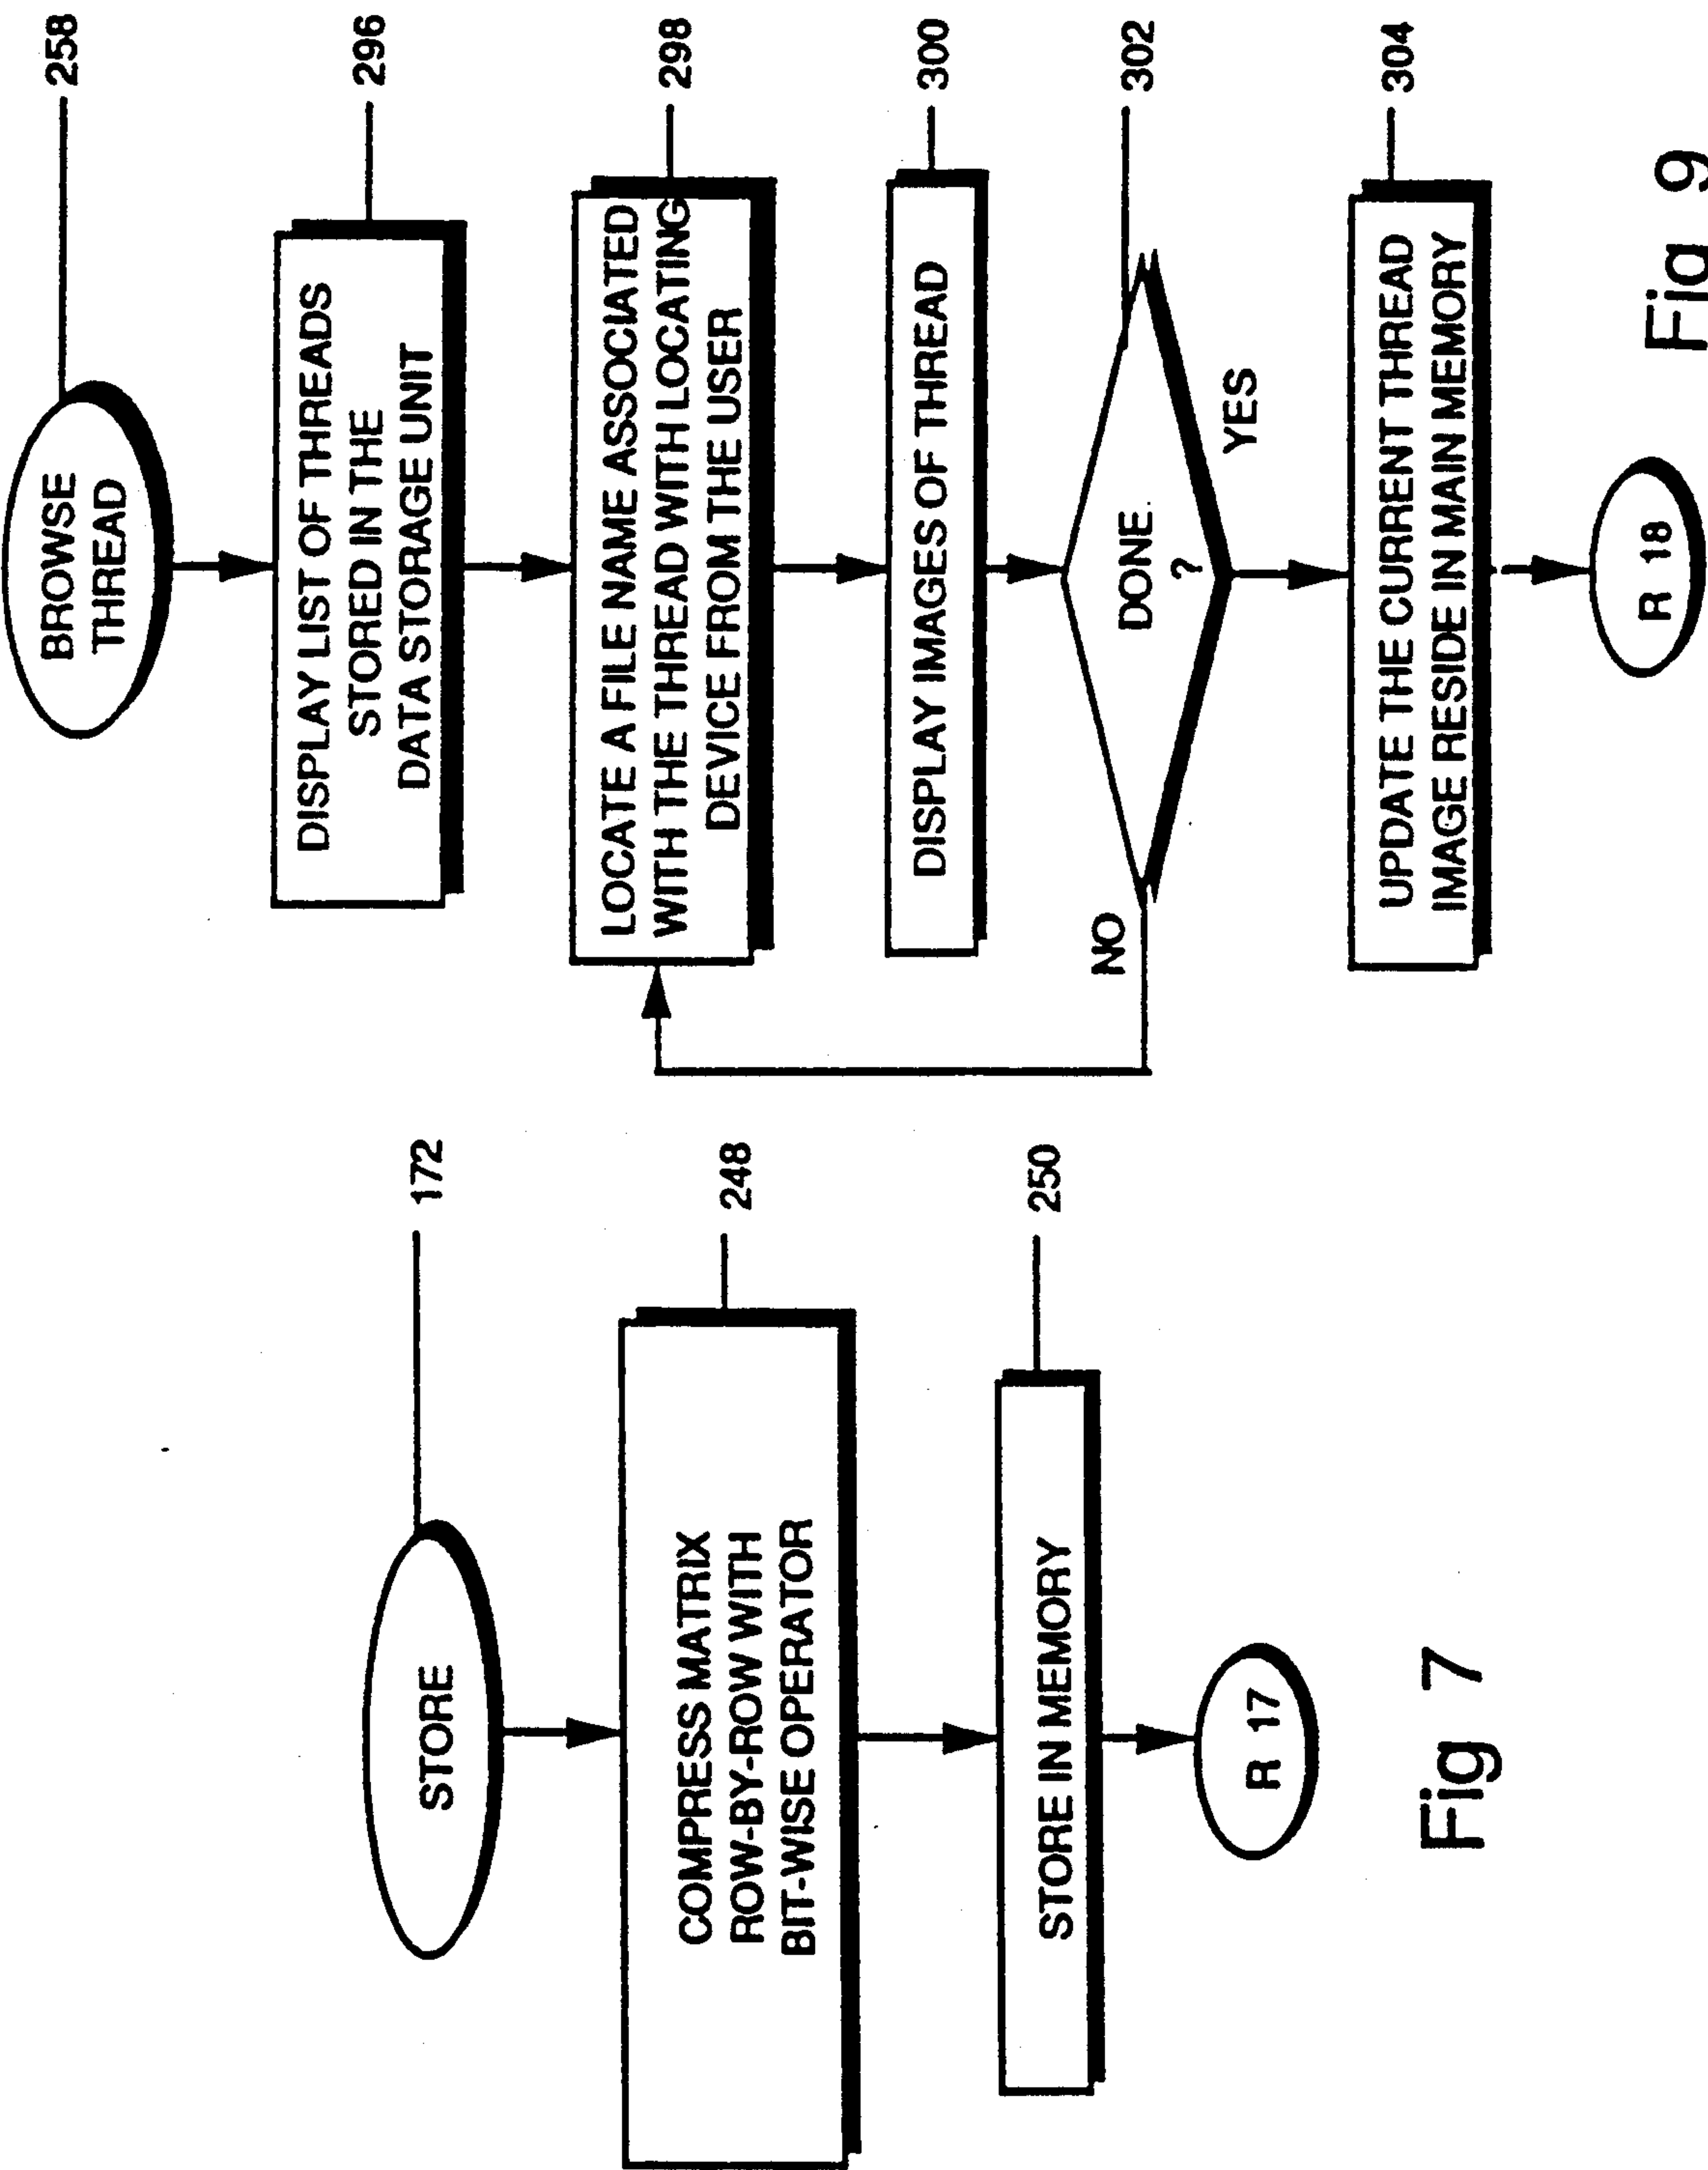 STORE
172
COMPRESS MATRIX
ROW-BY-ROW WITH
BIT-WISE OPERATOR
248
STORE IN MEMORY
250
R 17
Fig 7
BROWSE
THREAD
258
DISPLAY LIST OF THREADS
STORED IN THE
DATA STORAGE UNIT
296
LOCATE A FILE NAME ASSOCIATED
WITH THE THREAD WITH LOCATING
DEVICE FROM THE USER
298
DISPLAY IMAGES OF THREAD
300
DONE
?
302
NO
YES
UPDATE THE CURRENT THREAD
IMAGE RESIDE IN MAIN MEMORY
304
R 18
Fig 9